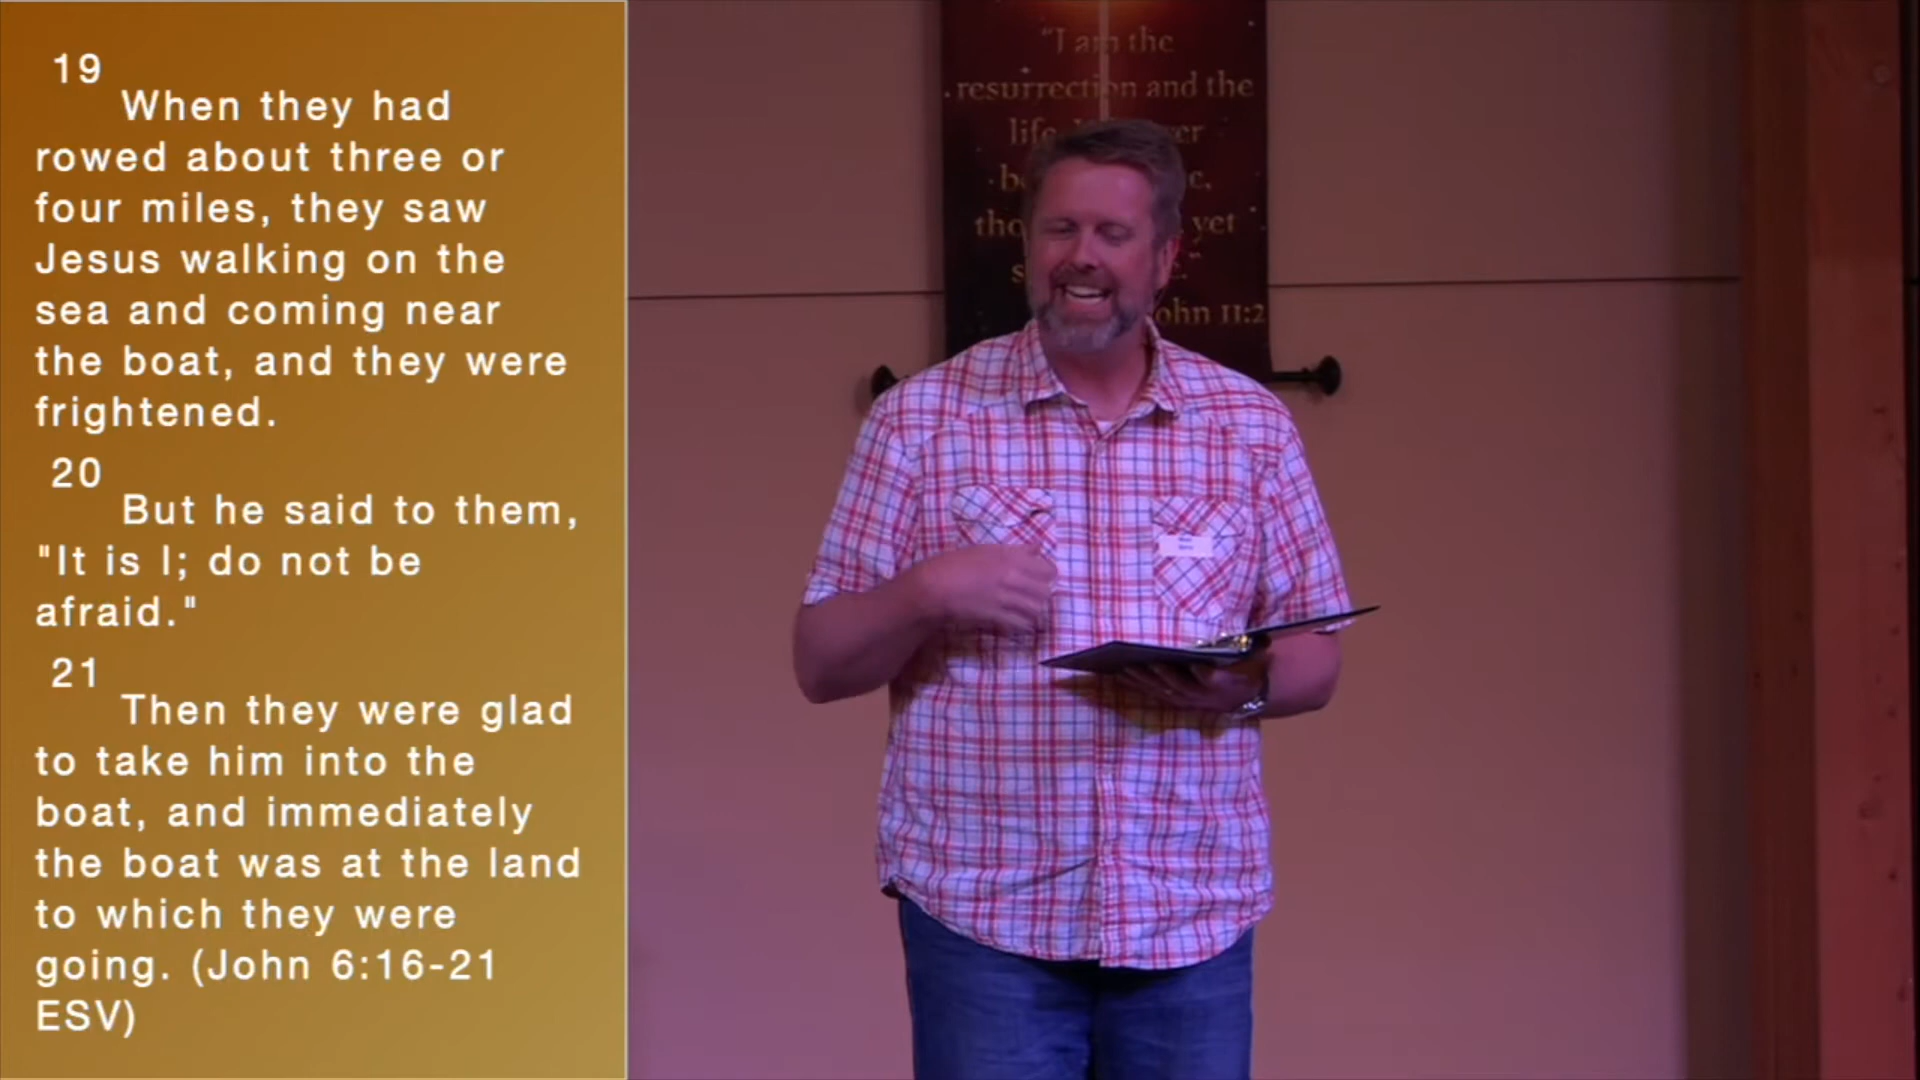 19
When they had
rowed about three or
four miles, they saw
Jesus walking on the
sea and coming near
the boat, and they were
frightened.
20
But he said to them,
"It is I; do not be
afraid."
21
Then they were glad
to take him into the
boat, and immediately
the boat was at the land
to which they were
going. (John 6:16-21
ESV)
"I am the
resurrection and the
life.
yet
John 11:2